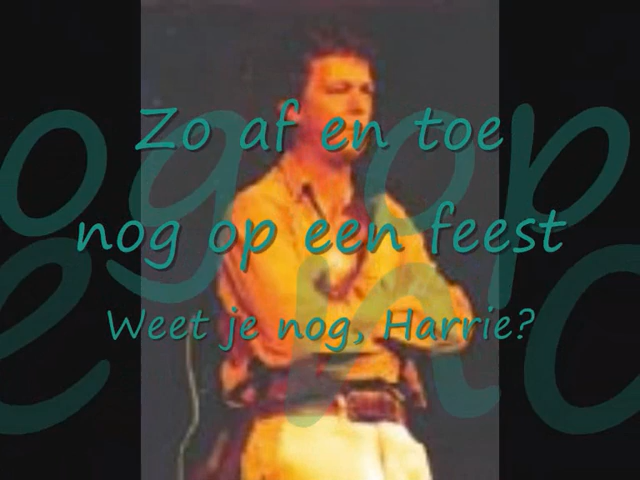 Zo af en toe
nog op een feest
Weet je nog, Harrie?